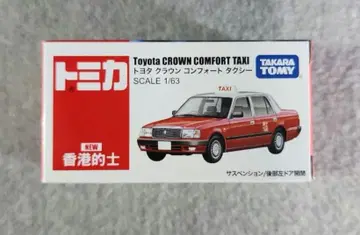 Toyota CROWN COMFORT TAXI
トヨタ クラウン コンフォート タクシー
SCALE 1/63
TAKARA
TOMY
トミカ
NEW
香港的士
TAXI
サスペンション/後部左ドア開閉